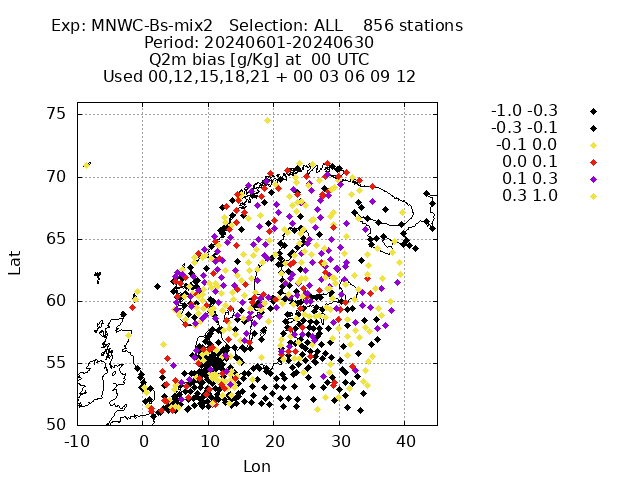 Exp: MNWC-Bs-mix2 Selection: ALL 856 stations
Period: 20240601-20240630
Q2m bias [g/Kg] at 00 UTC
Used 00,12,15,18,21 + 00 03 06 09 12
75
70
65
60
55
50
-10 0 10 20 30 40
Lat
Lon
-1.0 -0.3
-0.3 -0.1
-0.1 0.0
0.0 0.1
0.1 0.3
0.3 1.0